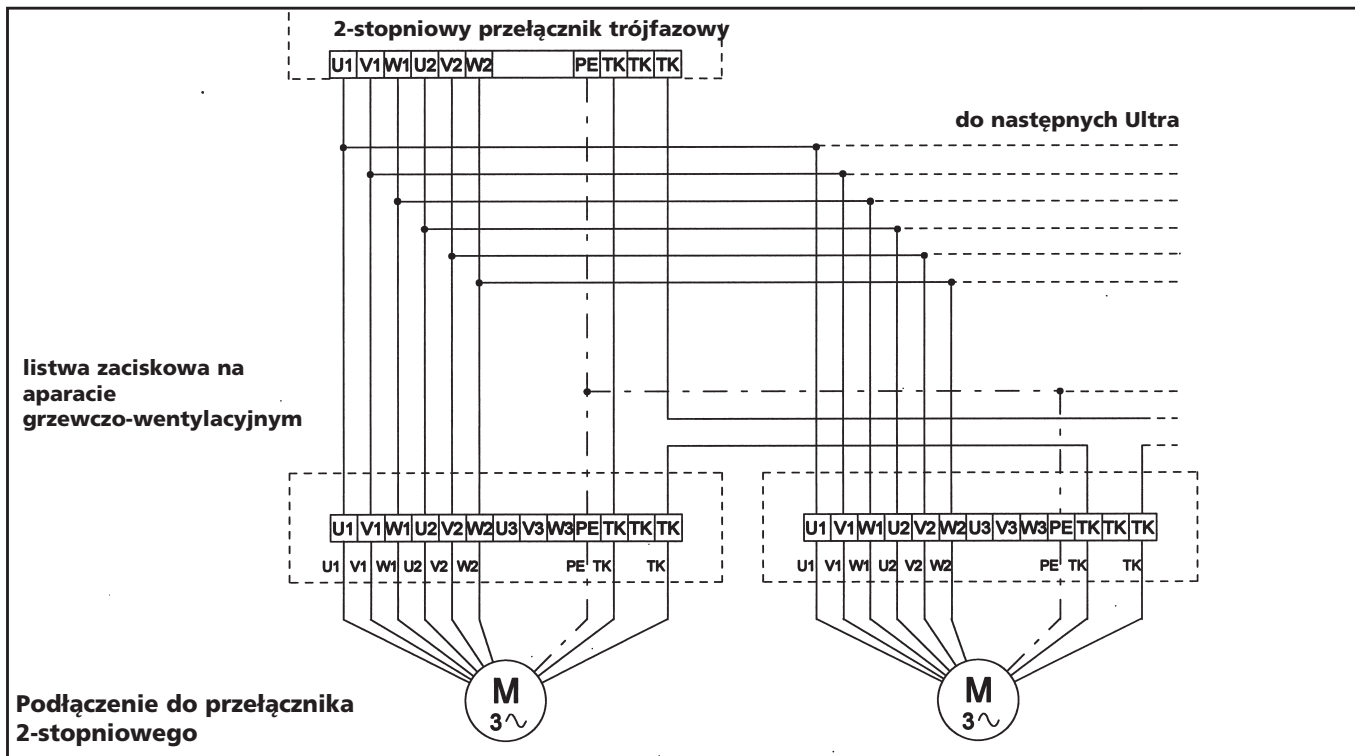 2-stopniowy przełącznik trójfazowy
U1 V1 W1 U2 V2 W2 PE TK TK TK
do następnych Ultra
listwa zaciskowa na
aparacie
grzewczo-wentylacyjnym
U1 V1 W1 U2 V2 W2 U3 V3 W3 PE TK TK TK
U1 V1 W1 U2 V2 W2 PE TK TK
M
3∿
U1 V1 W1 U2 V2 W2 U3 V3 W3 PE TK TK TK
U1 V1 W1 U2 V2 W2 PE TK TK
M
3∿
Podłączenie do przełącznika
2-stopniowego